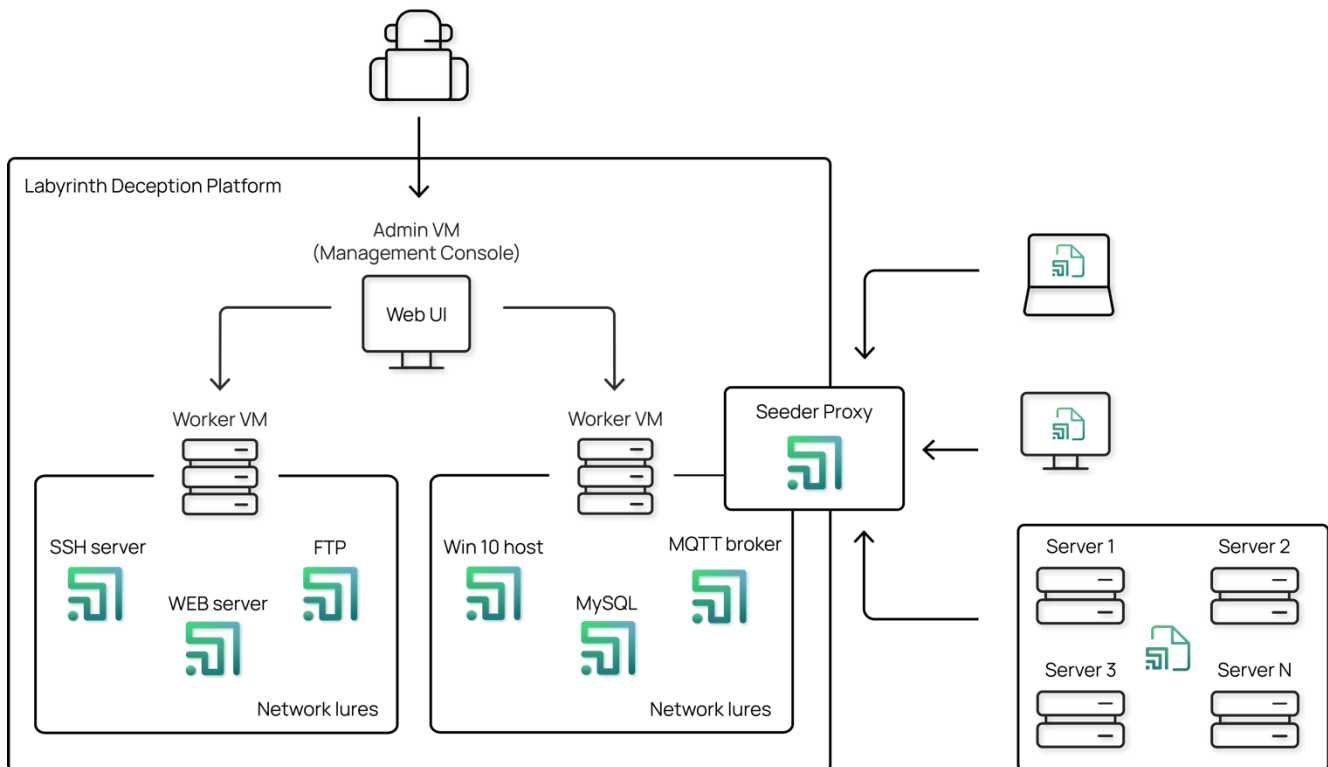 Labyrinth Deception Platform
Admin VM
(Management Console)
Web UI
Worker VM
Worker VM
Seeder Proxy
SSH server
FTP
WEB server
Network lures
Win 10 host
MQTT broker
MySQL
Network lures
Server 1
Server 2
Server 3
Server N